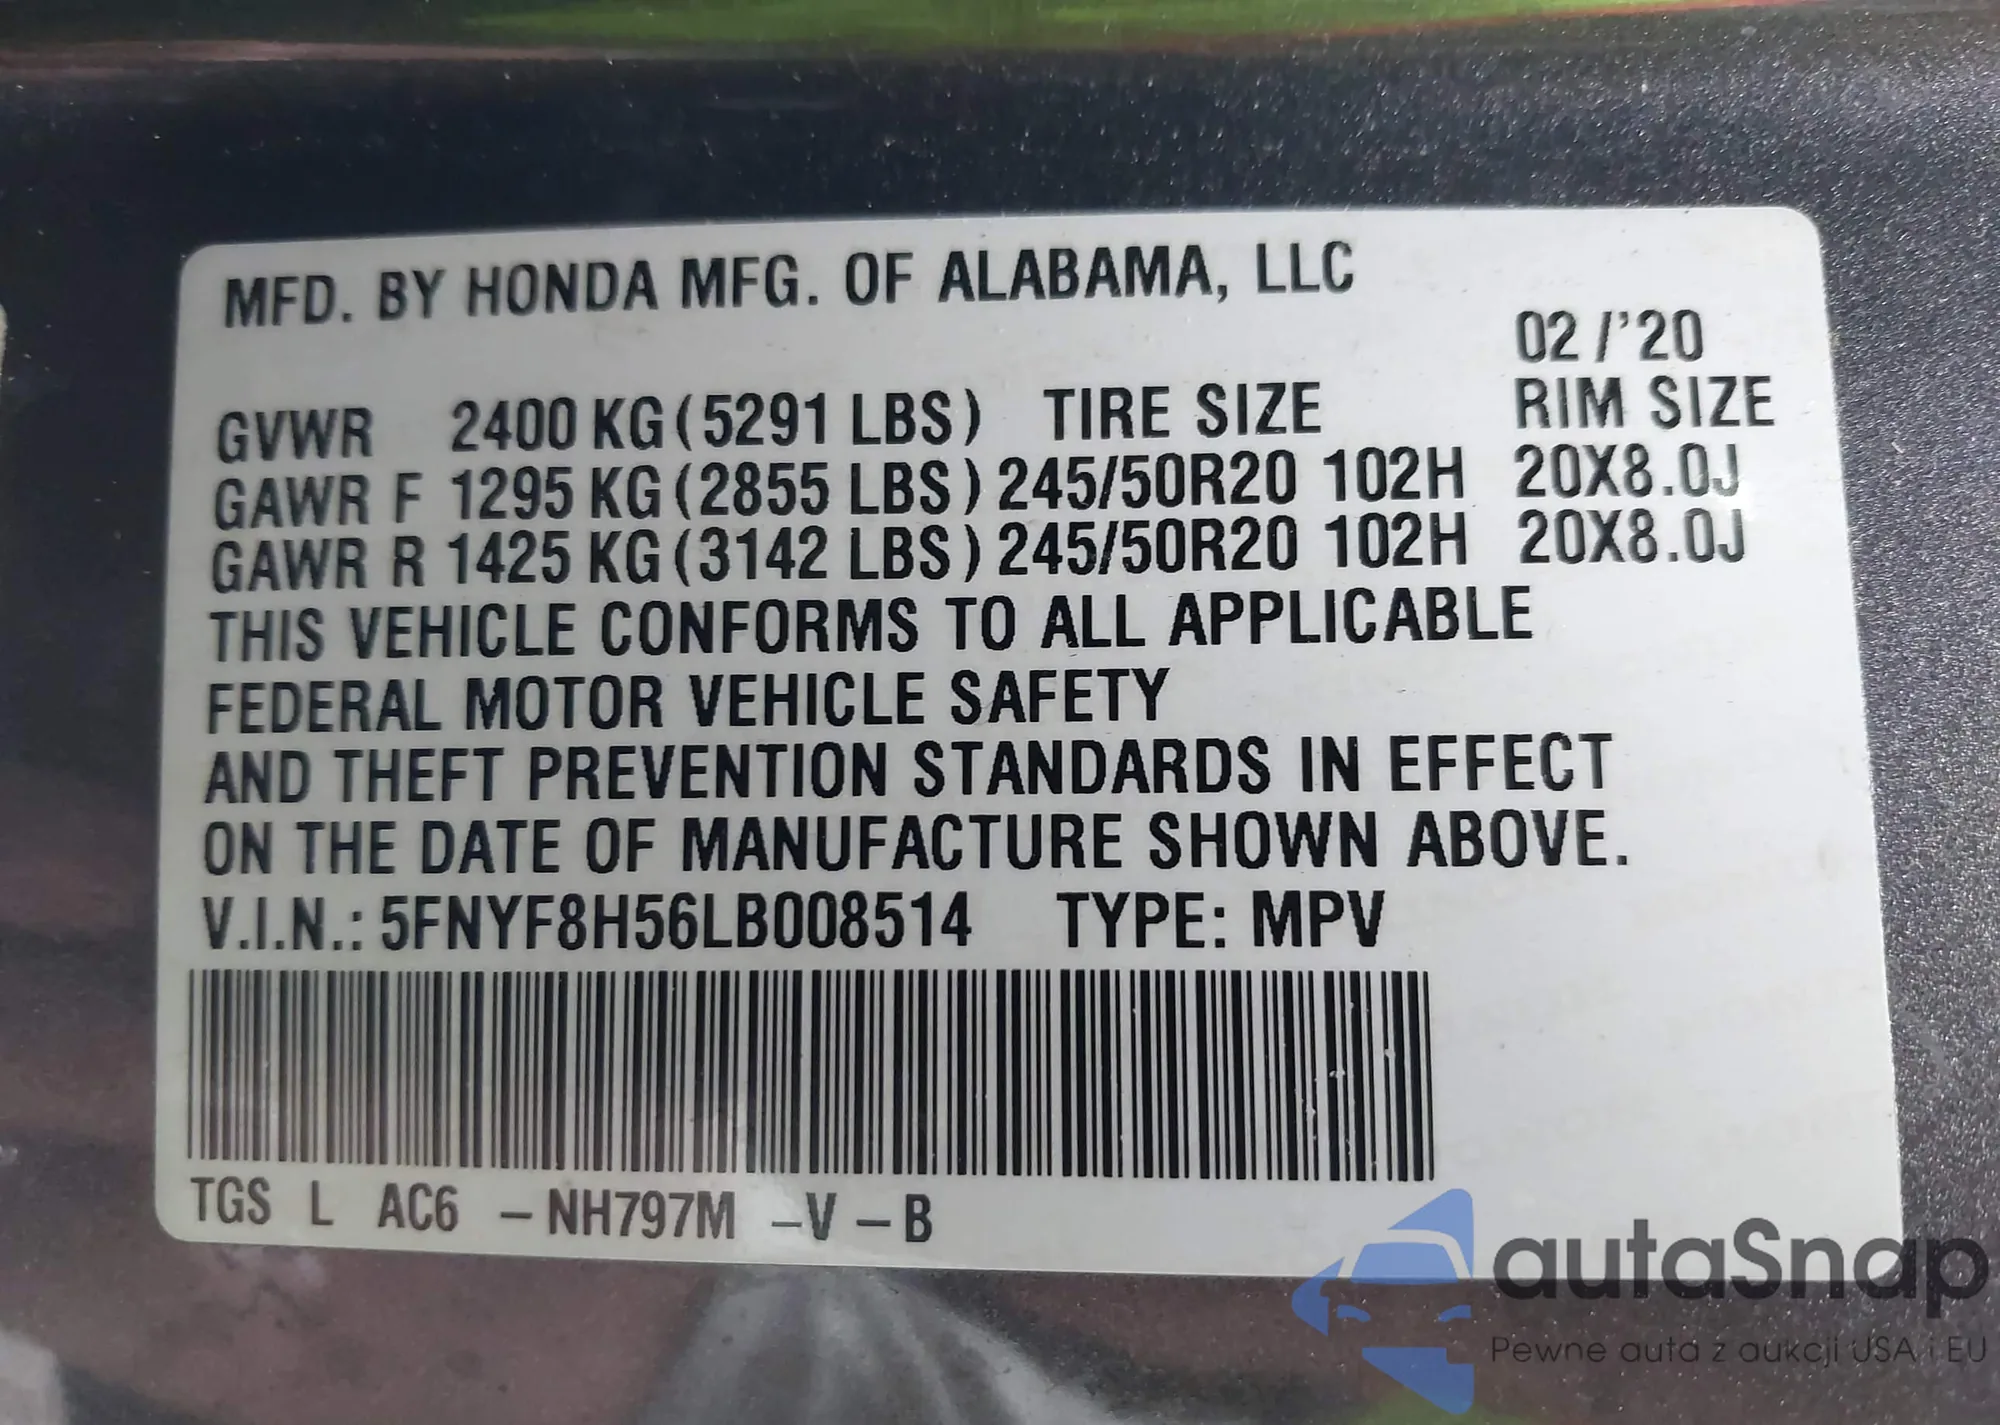 MFD. BY HONDA MFG. OF ALABAMA, LLC
02 /'20
GVWR 2400 KG (5291 LBS) TIRE SIZE RIM SIZE
GAWR F 1295 KG (2855 LBS) 245/50R20 102H 20X8.0J
GAWR R 1425 KG (3142 LBS) 245/50R20 102H 20X8.0J
THIS VEHICLE CONFORMS TO ALL APPLICABLE
FEDERAL MOTOR VEHICLE SAFETY
AND THEFT PREVENTION STANDARDS IN EFFECT
ON THE DATE OF MANUFACTURE SHOWN ABOVE.
V.I.N.: 5FNYF8H56LB008514 TYPE: MPV
TGS L AC6 – NH797M – V – B
autaSnap
Pewne auta z aukcji USA i EU